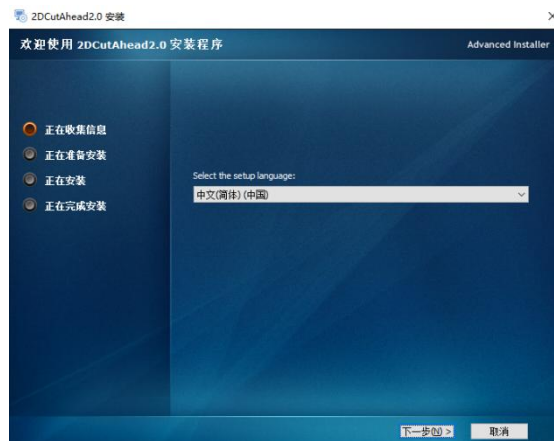 2DCutAhead2.0 安装
欢迎使用 2DCutAhead2.0 安装程序
Advanced Installer
正在收集信息
正在准备安装
正在安装
正在完成安装
Select the setup language:
中文(简体) (中国)
下一步(N) >
取消